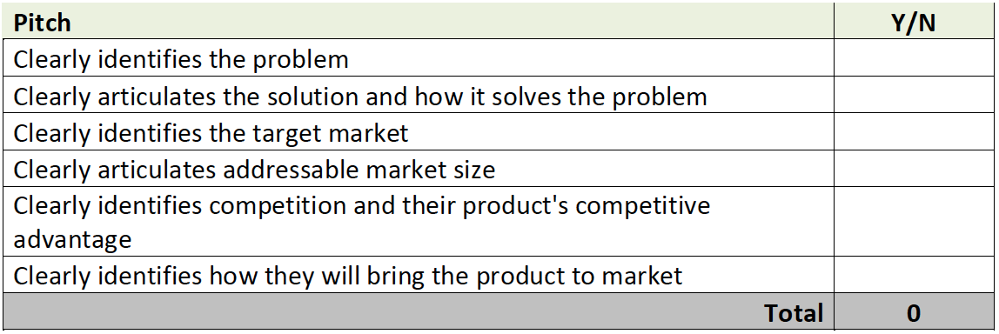 Pitch Y/N
Clearly identifies the problem
Clearly articulates the solution and how it solves the problem
Clearly identifies the target market
Clearly articulates addressable market size
Clearly identifies competition and their product's competitive
advantage
Clearly identifies how they will bring the product to market
Total 0